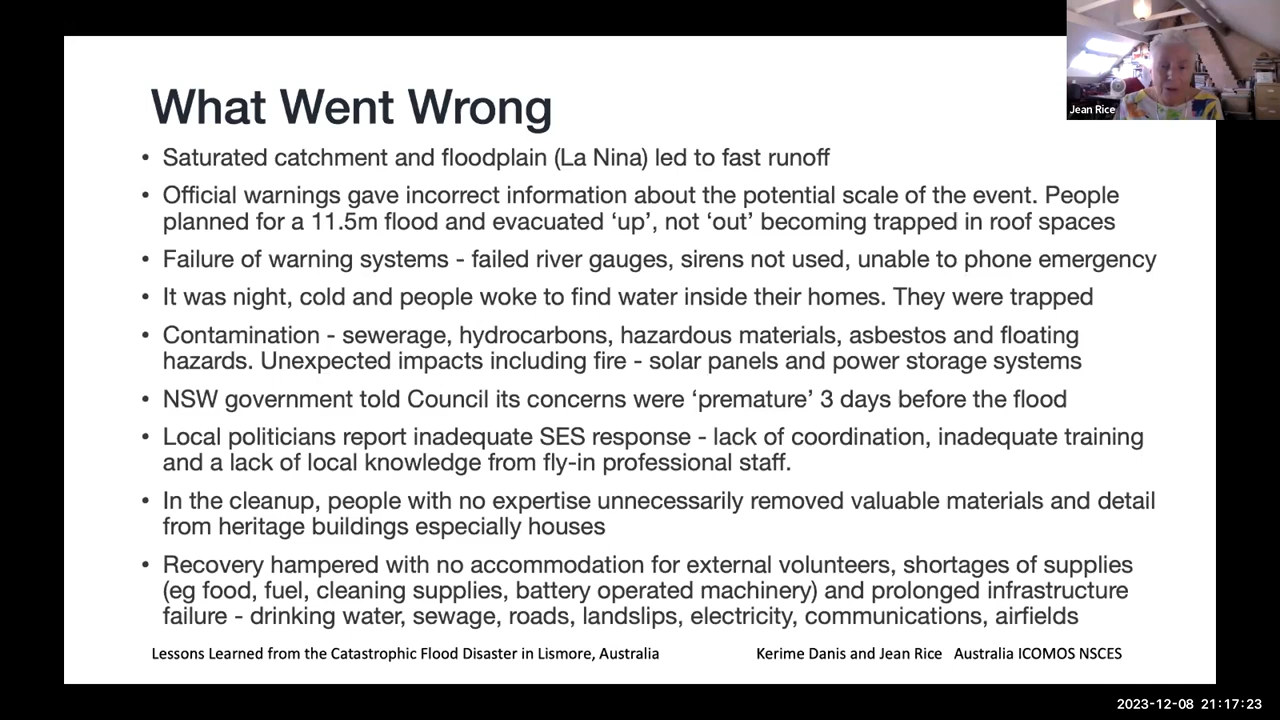 What Went Wrong
• Saturated catchment and floodplain (La Nina) led to fast runoff
• Official warnings gave incorrect information about the potential scale of the event. People
planned for a 11.5m flood and evacuated ‘up’, not ‘out’ becoming trapped in roof spaces
• Failure of warning systems - failed river gauges, sirens not used, unable to phone emergency
• It was night, cold and people woke to find water inside their homes. They were trapped
• Contamination - sewerage, hydrocarbons, hazardous materials, asbestos and floating
hazards. Unexpected impacts including fire - solar panels and power storage systems
• NSW government told Council its concerns were ‘premature’ 3 days before the flood
• Local politicians report inadequate SES response - lack of coordination, inadequate training
and a lack of local knowledge from fly-in professional staff.
• In the cleanup, people with no expertise unnecessarily removed valuable materials and detail
from heritage buildings especially houses
• Recovery hampered with no accommodation for external volunteers, shortages of supplies
(eg food, fuel, cleaning supplies, battery operated machinery) and prolonged infrastructure
failure - drinking water, sewage, roads, landslips, electricity, communications, airfields
Lessons Learned from the Catastrophic Flood Disaster in Lismore, Australia
Kerime Danis and Jean Rice Australia ICOMOS NSCES
Jean Rice
2023-12-08 21:17:23